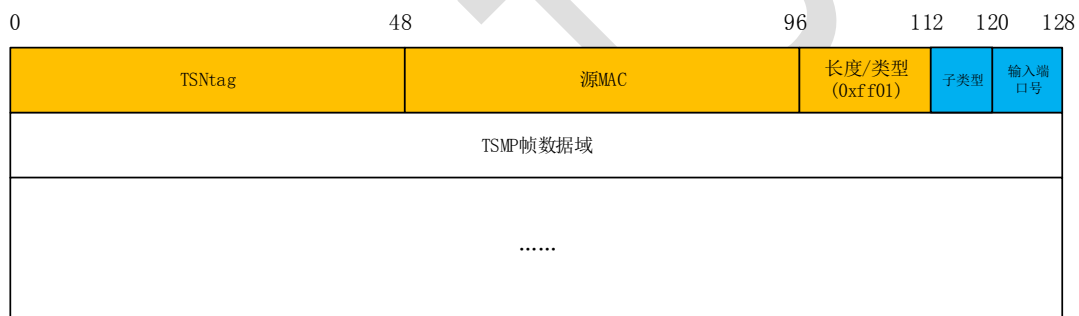 0 48 96 112 120 128
TSNtag 源MAC 长度/类型 子类型 输入端
(0xff01) 口号
TSMP帧数据域
……